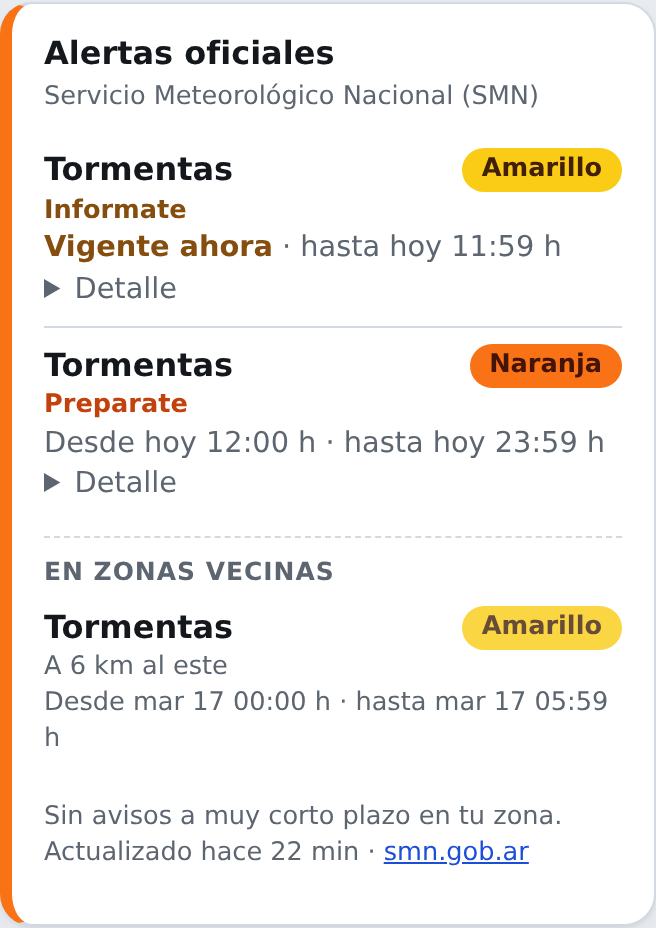 Alertas oficiales
Servicio Meteorológico Nacional (SMN)
Tormentas Amarillo
Informate
Vigente ahora · hasta hoy 11:59 h
▶ Detalle
Tormentas Naranja
Preparate
Desde hoy 12:00 h · hasta hoy 23:59 h
▶ Detalle
EN ZONAS VECINAS
Tormentas Amarillo
A 6 km al este
Desde mar 17 00:00 h · hasta mar 17 05:59
h
Sin avisos a muy corto plazo en tu zona.
Actualizado hace 22 min · smn.gob.ar